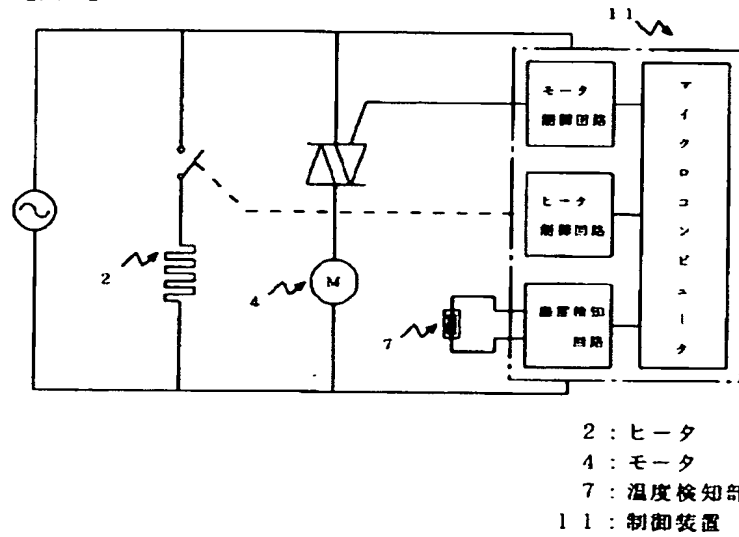 11
モータ
制御回路
マイクロコンピュータ
ヒータ
制御回路
2
4
M
温度検知
回路
7
2：ヒータ
4：モータ
7：温度検知部
11：制御装置